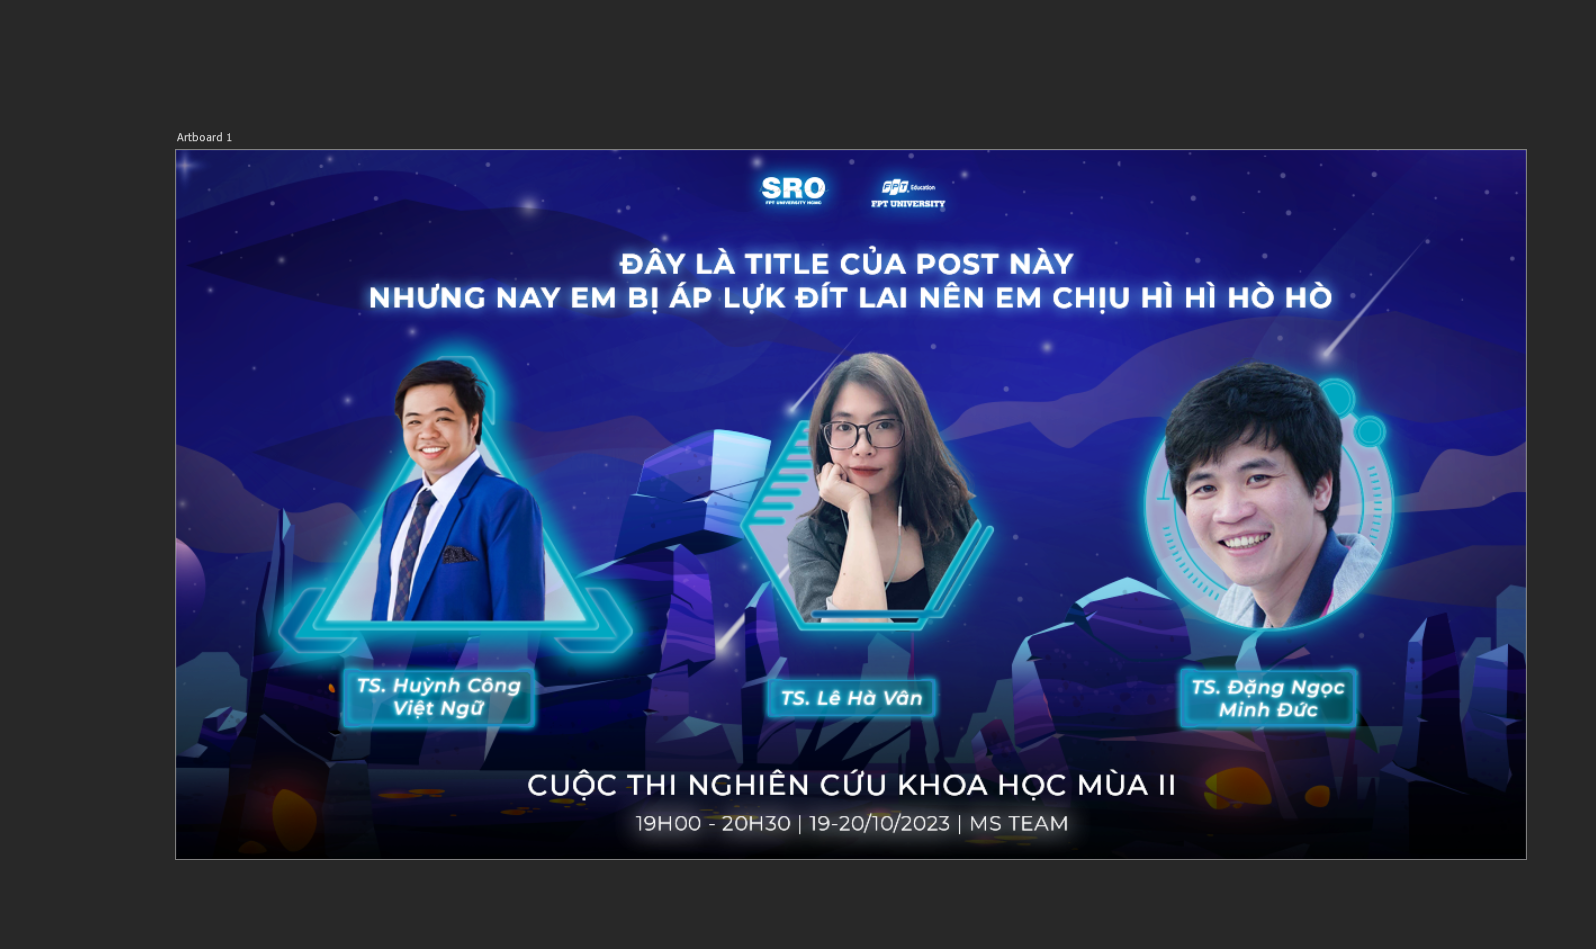 Artboard 1
SRO
FPT UNIVERSITY HCMC
FPT Education
FPT UNIVERSITY
ĐÂY LÀ TITLE CỦA POST NÀY
NHƯNG NAY EM BỊ ÁP LỰK ĐÍT LAI NÊN EM CHỊU HÌ HÌ HÒ HÒ
TS. Huỳnh Công
Việt Ngữ
TS. Lê Hà Vân
TS. Đặng Ngọc
Minh Đức
CUỘC THI NGHIÊN CỨU KHOA HỌC MÙA II
19H00 - 20H30 | 19-20/10/2023 | MS TEAM